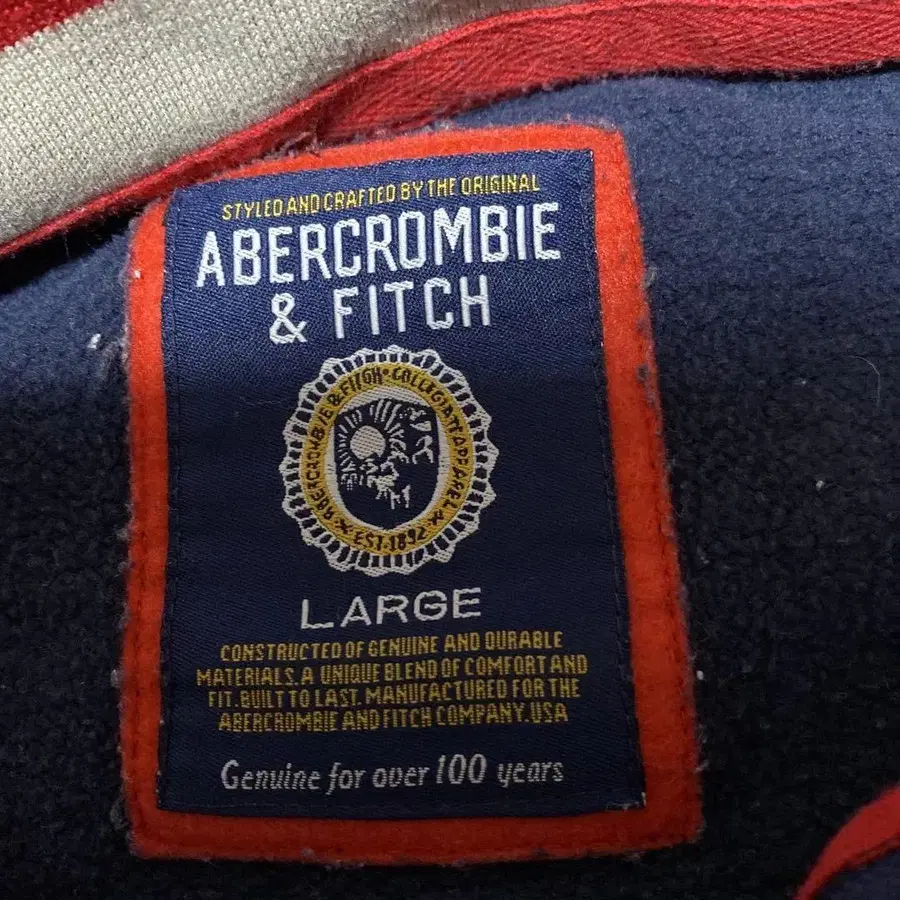 STYLED AND CRAFTED BY THE ORIGINAL
ABERCROMBIE
& FITCH
ABERCROMBIE & FITCH • COLLEGIATE APPAREL
EST. 1892
LARGE
CONSTRUCTED OF GENUINE AND DURABLE
MATERIALS. A UNIQUE BLEND OF COMFORT AND
FIT. BUILT TO LAST. MANUFACTURED FOR THE
ABERCROMBIE AND FITCH COMPANY. USA
Genuine for over 100 years